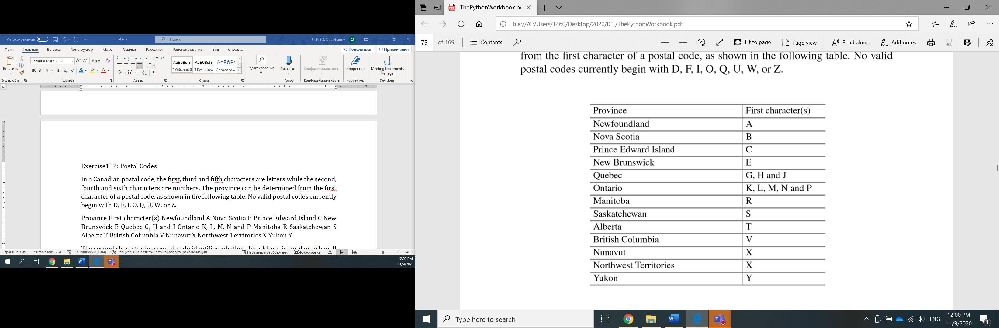 Автосохранение
task4
Поиск
Ershat S. Sapazhanov
ES
Файл Главная Вставка Конструктор Макет Ссылки Рассылки Рецензирование Вид Справка
Поделиться Примечания
Вставить
Cambria Math 12
Ж К Ч ab x₂ x²
АаБбВвГг, АаБбВвГг, АаБбВı
¶ Обычный ¶ Без инте... Заголово...
Редактирование
Диктофон
Конфиденциальность
Корректор
Meeting Documents
Manager
Буфер обм... Шрифт Абзац Стили Голос Конфиденциальность Корректор Decisions
Exercise132: Postal Codes
In a Canadian postal code, the first, third and fifth characters are letters while the second,
fourth and sixth characters are numbers. The province can be determined from the first
character of a postal code, as shown in the following table. No valid postal codes currently
begin with D, F, I, O, Q, U, W, or Z.
Province First character(s) Newfoundland A Nova Scotia B Prince Edward Island C New
Brunswick E Quebec G, H and J Ontario K, L, M, N and P Manitoba R Saskatchewan S
Alberta T British Columbia V Nunavut X Northwest Territories X Yukon Y
The second character in a postal code identifies whether the address is rural or urban. If
Страница 3 из 5 Число слов: 1754 английский (США) Специальные возможности: проверьте рекомендации Параметры отображения Фокусировка 140%
12:00 PM
11/9/2020
ThePythonWorkbook.pc
file:///C:/Users/T460/Desktop/2020/ICT/ThePythonWorkbook.pdf
75 of 169 Contents Fit to page Page view Read aloud Add notes
from the first character of a postal code, as shown in the following table. No valid
postal codes currently begin with D, F, I, O, Q, U, W, or Z.
Province First character(s)
Newfoundland A
Nova Scotia B
Prince Edward Island C
New Brunswick E
Quebec G, H and J
Ontario K, L, M, N and P
Manitoba R
Saskatchewan S
Alberta T
British Columbia V
Nunavut X
Northwest Territories X
Yukon Y
Type here to search
ENG
12:00 PM
11/9/2020
1